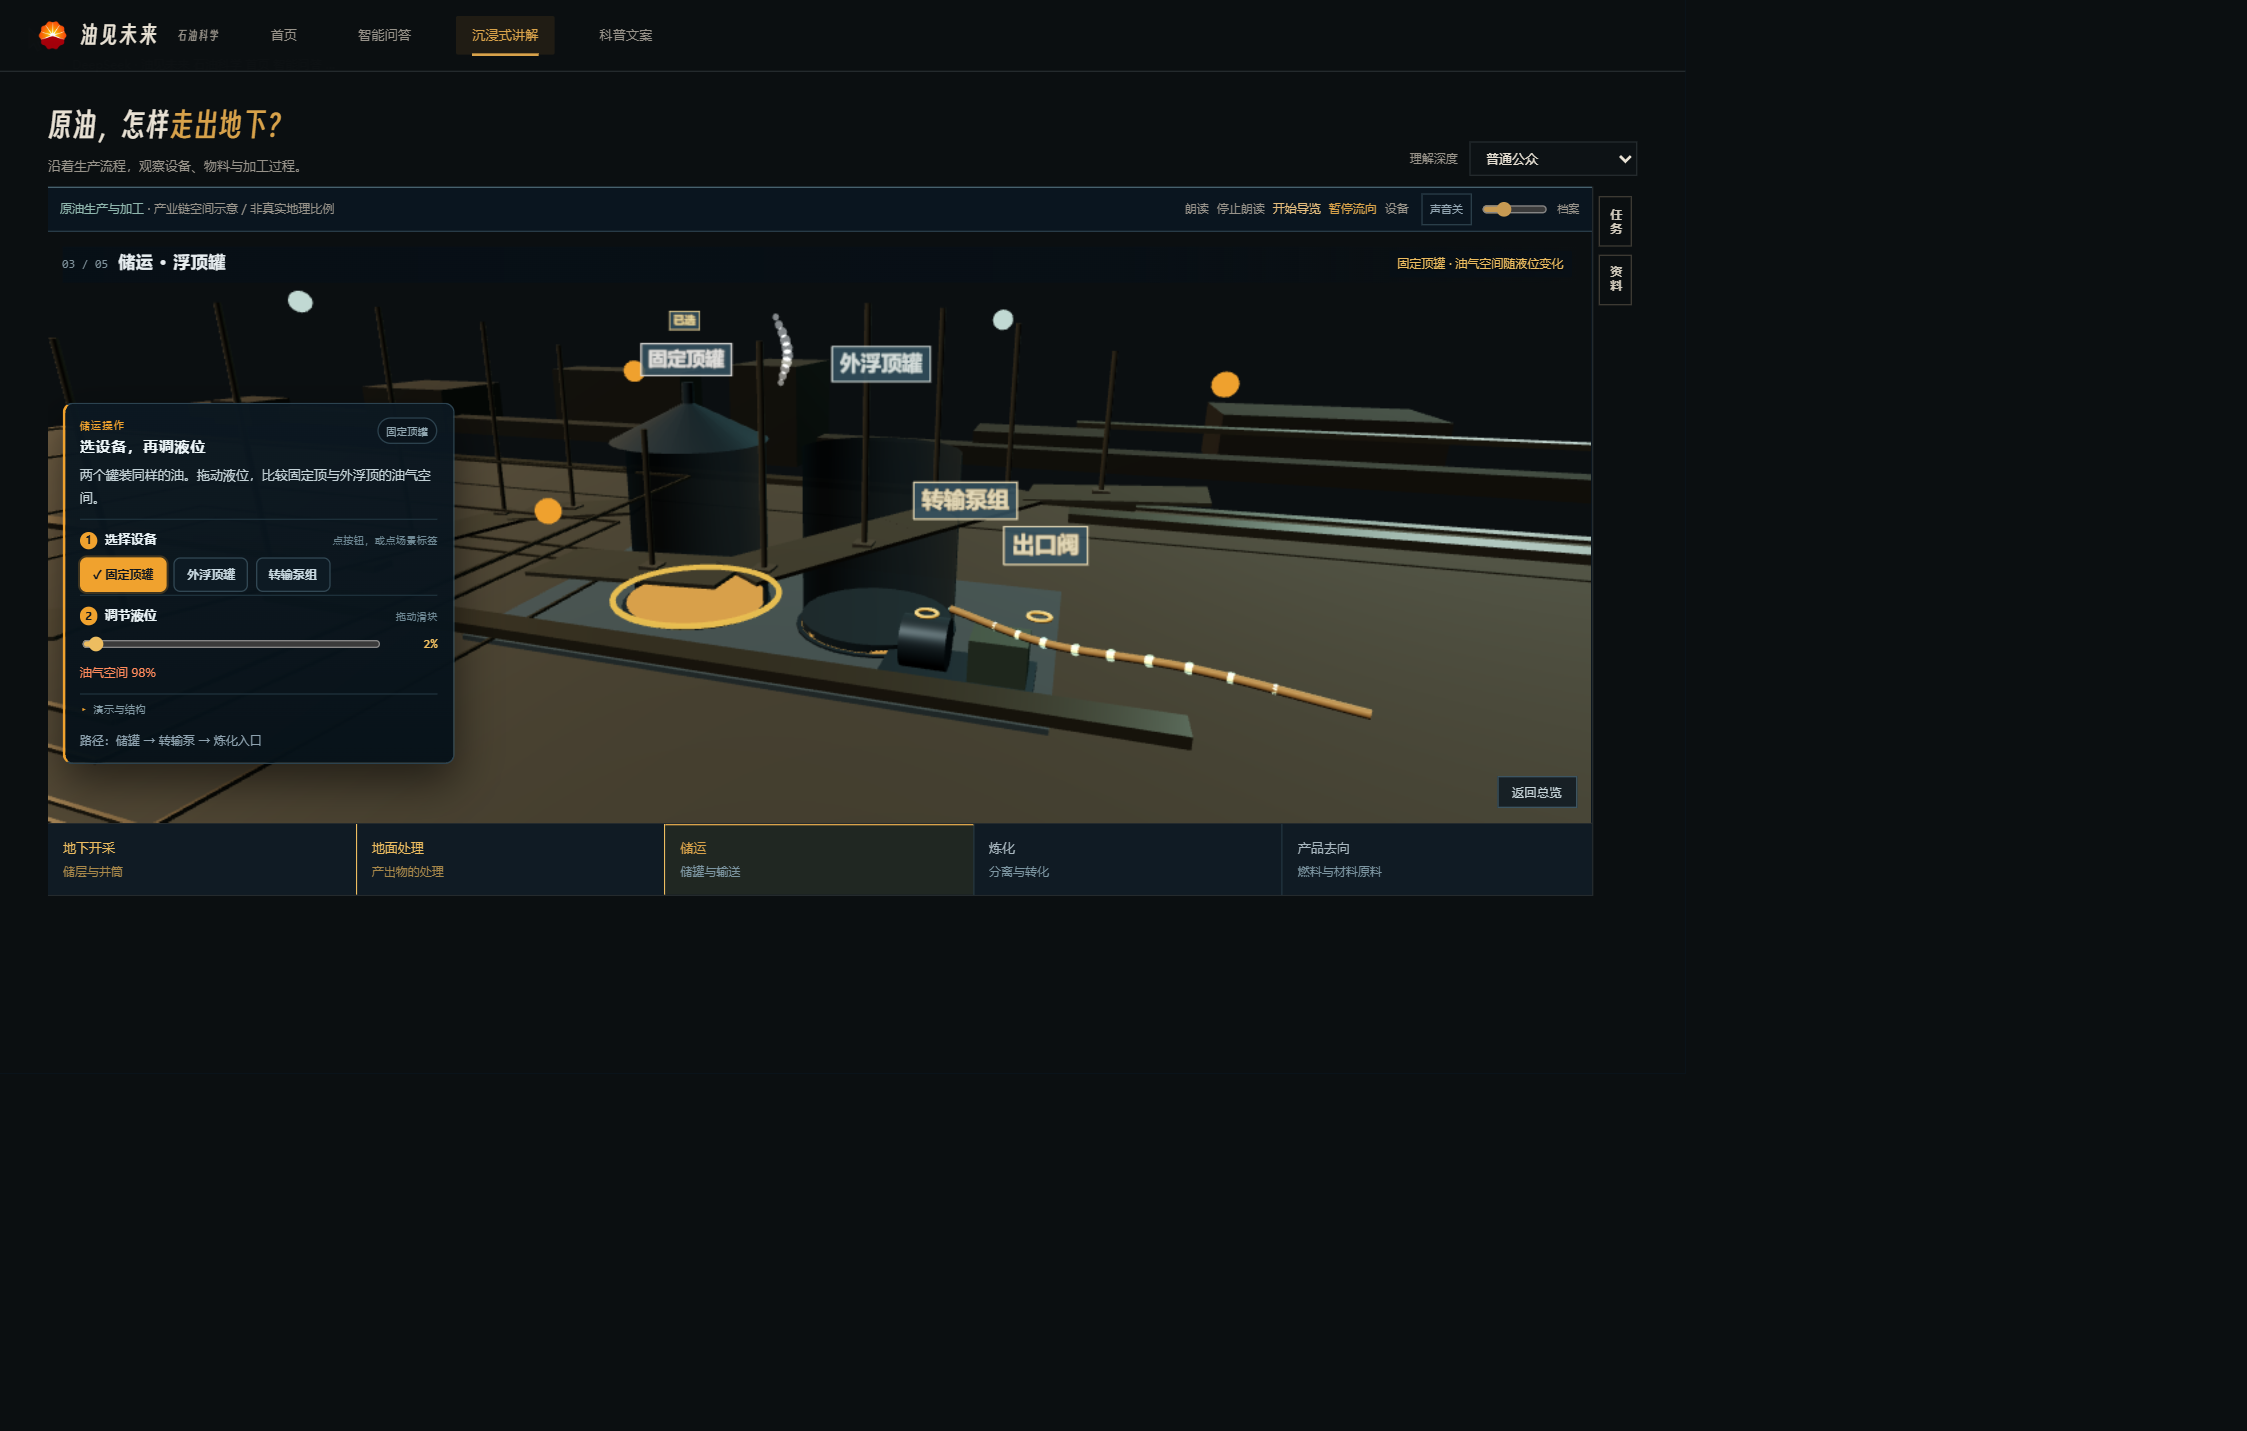 油见未来 石油科学 首页 智能问答 沉浸式讲解 科普文案
原油，怎样走出地下？
沿着生产流程，观察设备、物料与加工过程。
理解深度 普通公众
原油生产与加工 · 产业链空间示意 / 非真实地理比例
朗读 停止朗读 开始导览 暂停流向 设备 声音关 档案
任务
资料
03 / 05 储运 · 浮顶罐
固定顶罐 · 油气空间随液位变化
已选
固定顶罐
外浮顶罐
转输泵组
出口阀
储运操作
固定顶罐
选设备，再调液位
两个罐装同样的油。拖动液位，比较固定顶与外浮顶的油气空
间。
1 选择设备 点按钮，或点场景标签
✓ 固定顶罐 外浮顶罐 转输泵组
2 调节液位 拖动滑块
2%
油气空间 98%
演示与结构
路径：储罐 → 转输泵 → 炼化入口
返回总览
地下开采
储层与井筒
地面处理
产出物的处理
储运
储罐与输送
炼化
分离与转化
产品去向
燃料与材料原料